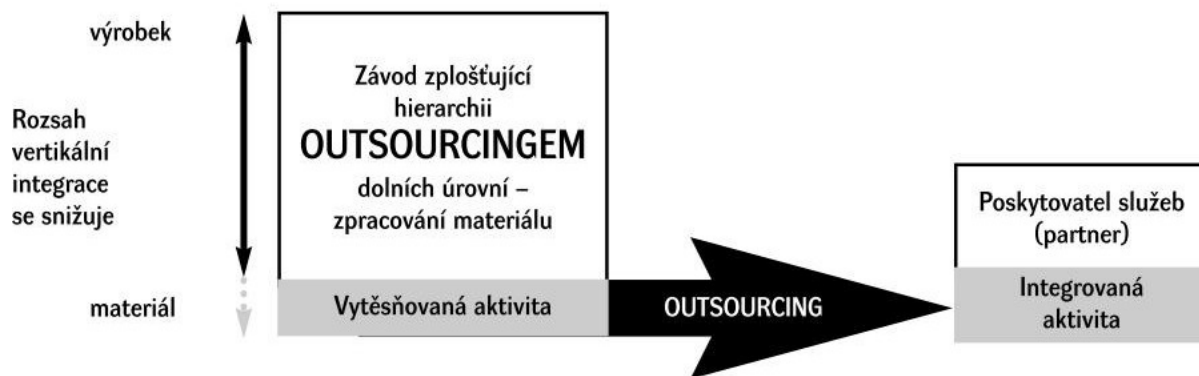 výrobek
Rozsah
vertikální
integrace
se snižuje
materiál
Závod zplošťující
hierarchii
OUTSOURCINGEM
dolních úrovní –
zpracování materiálu
Vytěsňovaná aktivita
OUTSOURCING
Poskytovatel služeb
(partner)
Integrovaná
aktivita